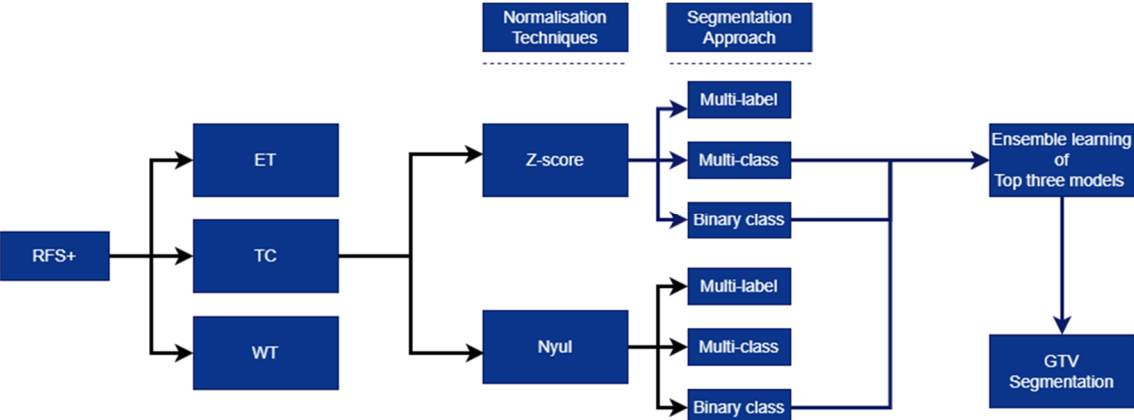 Normalisation
Techniques
Segmentation
Approach
RFS+
ET
TC
WT
Z-score
Nyul
Multi-label
Multi-class
Binary class
Multi-label
Multi-class
Binary class
Ensemble learning
of
Top three models
GTV
Segmentation